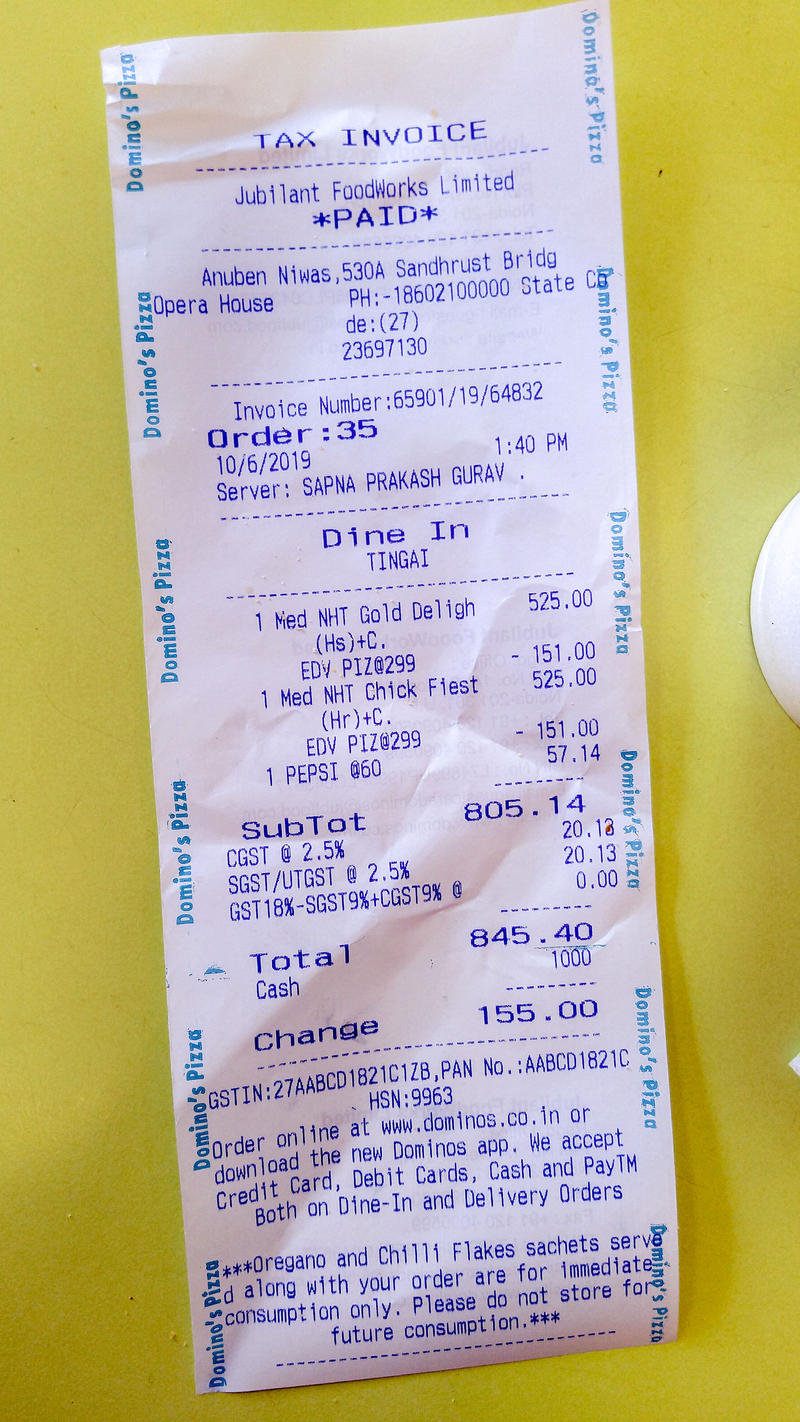 TAX INVOICE
Jubilant FoodWorks Limited
*PAID*
Anuben Niwas,530A Sandhrust Bridg
Opera House PH:-18602100000 State Co
de:(27)
23697130
Invoice Number:65901/19/64832
Order:35
10/6/2019 1:40 PM
Server: SAPNA PRAKASH GURAV .
Dine In
TINGAI
1 Med NHT Gold Deligh 525.00
(Hs)+C.
EDV PIZ@299 - 151.00
1 Med NHT Chick Fiest 525.00
(Hr)+C.
EDV PIZ@299 - 151.00
1 PEPSI @60 57.14
SubTot 805.14
CGST @ 2.5% 20.13
SGST/UTGST @ 2.5% 20.13
GST18%-SGST9%+CGST9% @ 0.00
Total 845.40
Cash 1000
Change 155.00
GSTIN:27AABCD1821C1ZB,PAN No.:AABCD1821C
HSN:9963
Order online at www.dominos.co.in or
download the new Dominos app. We accept
Credit Card, Debit Cards, Cash and PayTM
Both on Dine-In and Delivery Orders
***Oregano and Chilli Flakes sachets serve
d along with your order are for immediate
consumption only. Please do not store for
future consumption.***
Domino's Pizza
Domino's Pizza
Domino's Pizza
Domino's Pizza
Domino's Pizza
Domino's Pizza
Domino's Pizza
Domino's Pizza
Domino's Pizza
Domino's Pizza
Domino's Pizza
Domino's Pizza